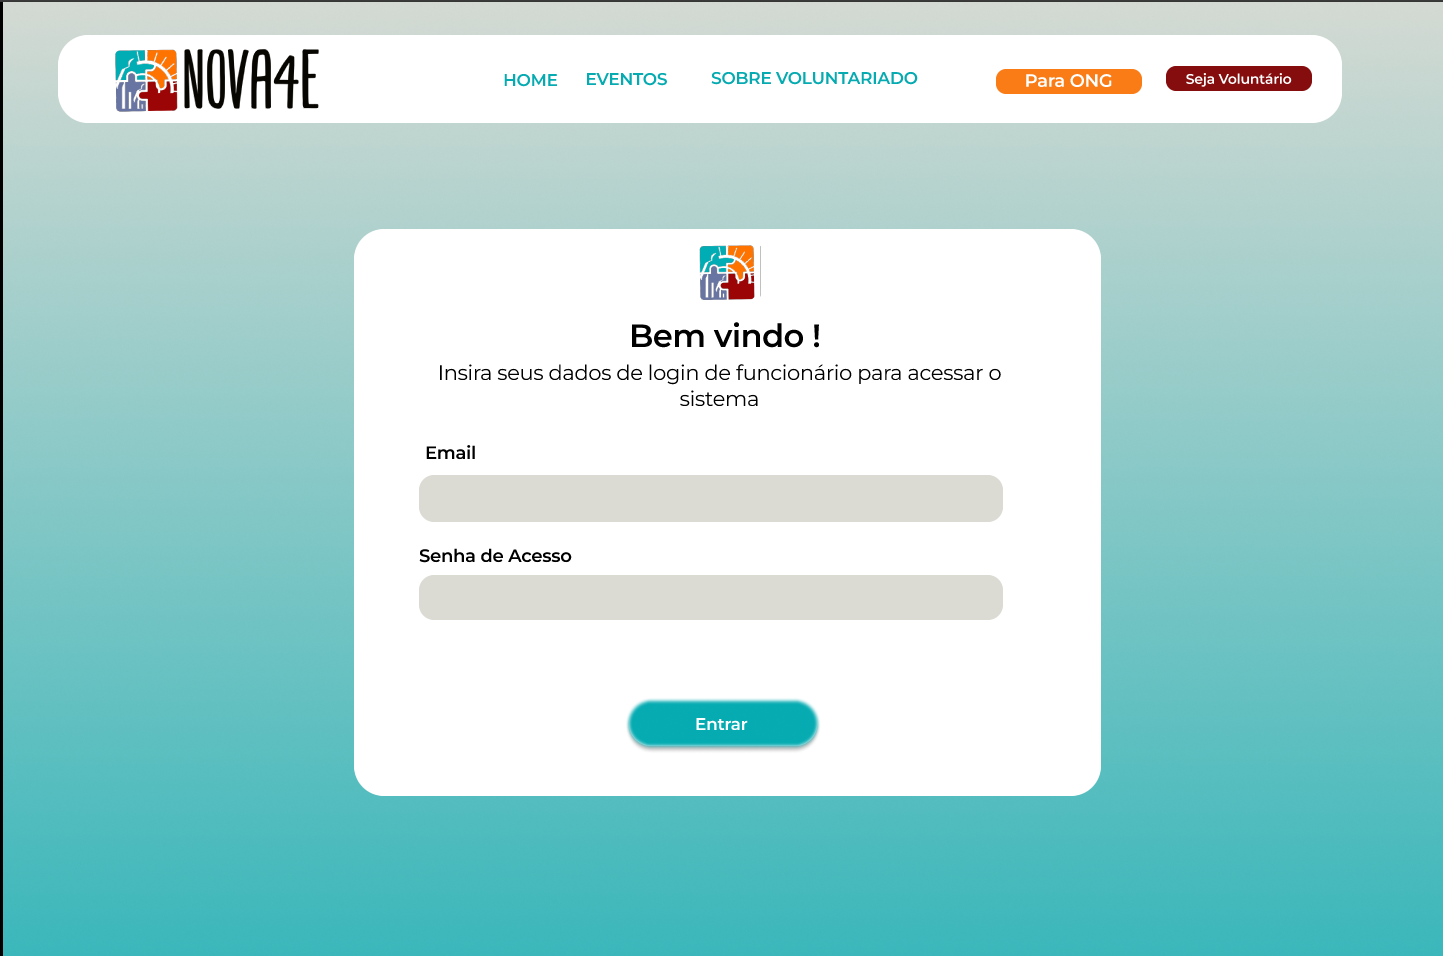 NOVA4E
HOME EVENTOS SOBRE VOLUNTARIADO Para ONG Seja Voluntário
Bem vindo !
Insira seus dados de login de funcionário para acessar o
sistema
Email
Senha de Acesso
Entrar